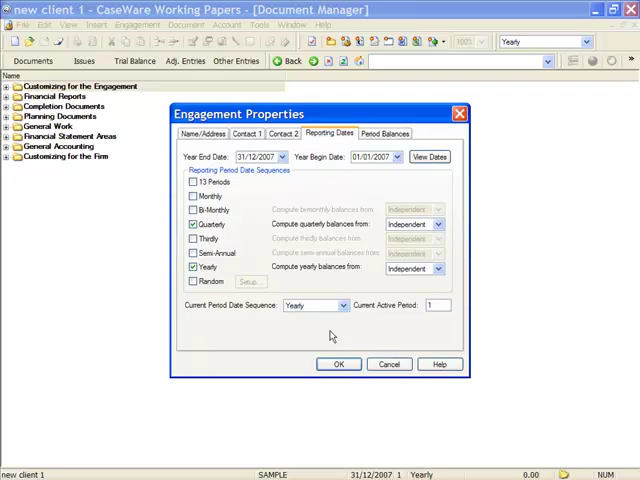 new client 1 - CaseWare Working Papers - [Document Manager]
File Edit View Insert Engagement Document Account Tools Window Help
100% Yearly
Documents Issues Trial Balance Adj. Entries Other Entries Back
Name
Customizing for the Engagement
Financial Reports
Completion Documents
Planning Documents
General Work
Financial Statement Areas
General Accounting
Customizing for the Firm
Engagement Properties
Name/Address Contact 1 Contact 2 Reporting Dates Period Balances
Year End Date: 31/12/2007 Year Begin Date: 01/01/2007 View Dates
Reporting Period Date Sequences
13 Periods
Monthly
Bi-Monthly Compute bimonthly balances from: Independent
Quarterly Compute quarterly balances from: Independent
Thirdly Compute thirdly balances from: Independent
Semi-Annual Compute semi-annual balances from: Independent
Yearly Compute yearly balances from: Independent
Random Setup...
Current Period Date Sequence: Yearly Current Active Period: 1
OK Cancel Help
new client 1 SAMPLE 31/12/2007 1 Yearly 0.00 NUM